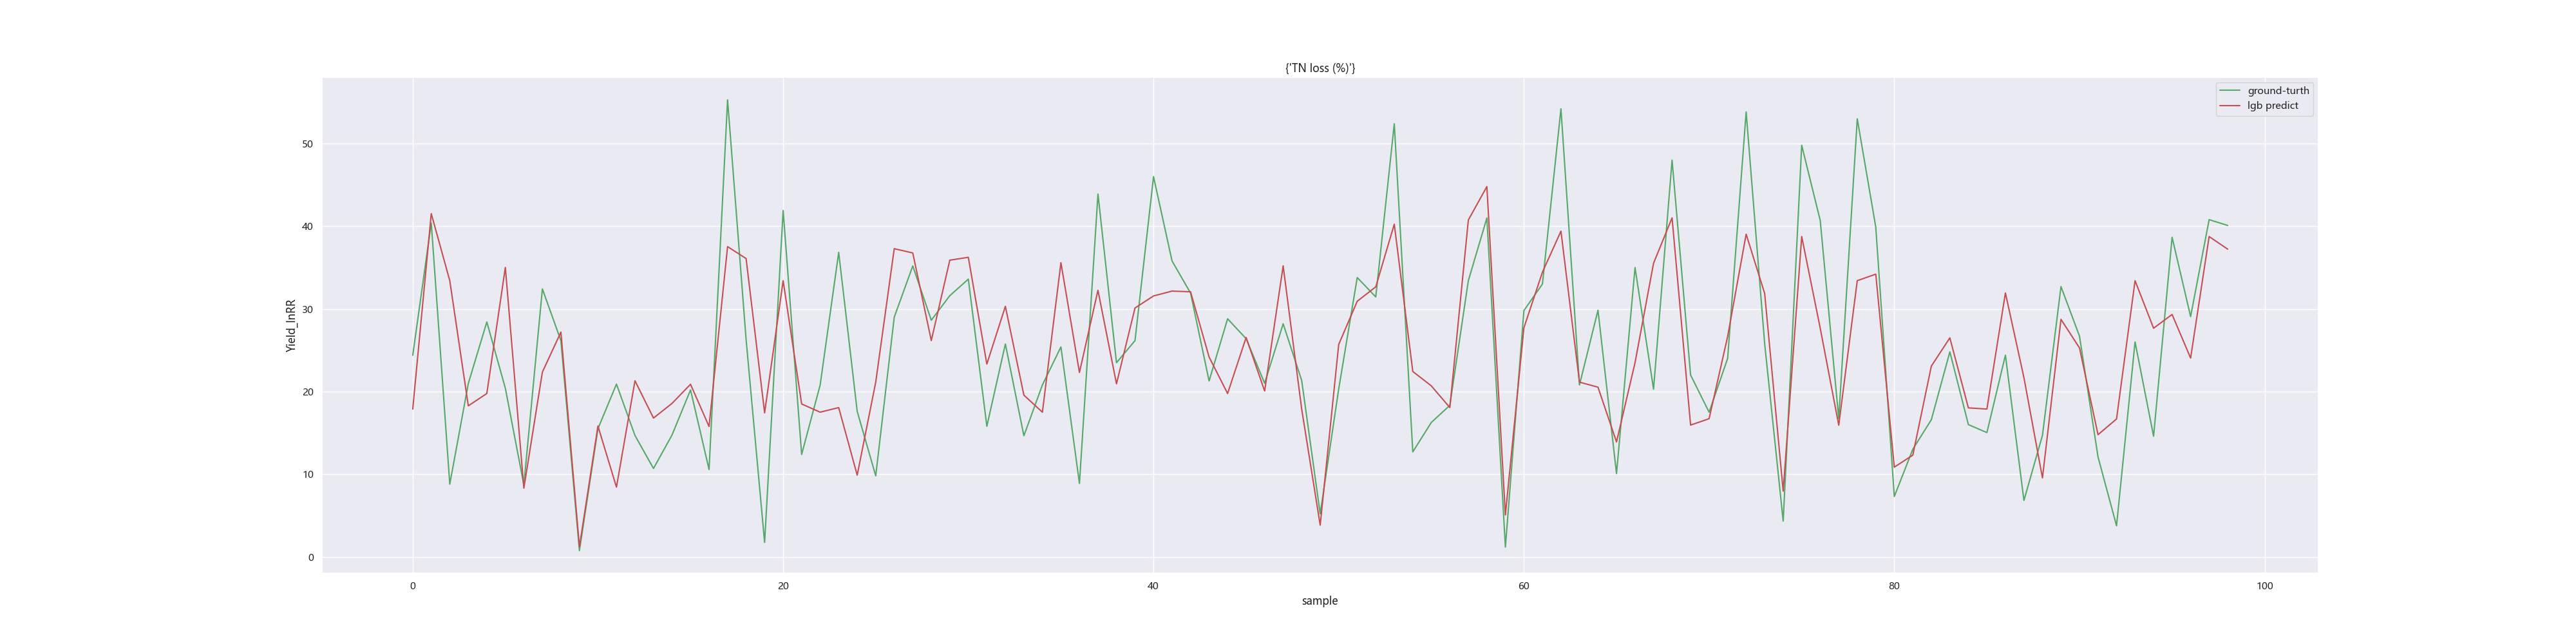 {'TN loss (%)'}
ground-turth
lgb predict
Yield_lnRR
50
40
30
20
10
0
0 20 40 60 80 100
sample